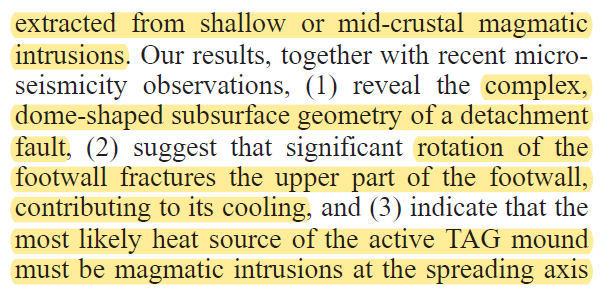 extracted from shallow or mid-crustal magmatic
intrusions. Our results, together with recent micro-
seismicity observations, (1) reveal the complex,
dome-shaped subsurface geometry of a detachment
fault, (2) suggest that significant rotation of the
footwall fractures the upper part of the footwall,
contributing to its cooling, and (3) indicate that the
most likely heat source of the active TAG mound
must be magmatic intrusions at the spreading axis